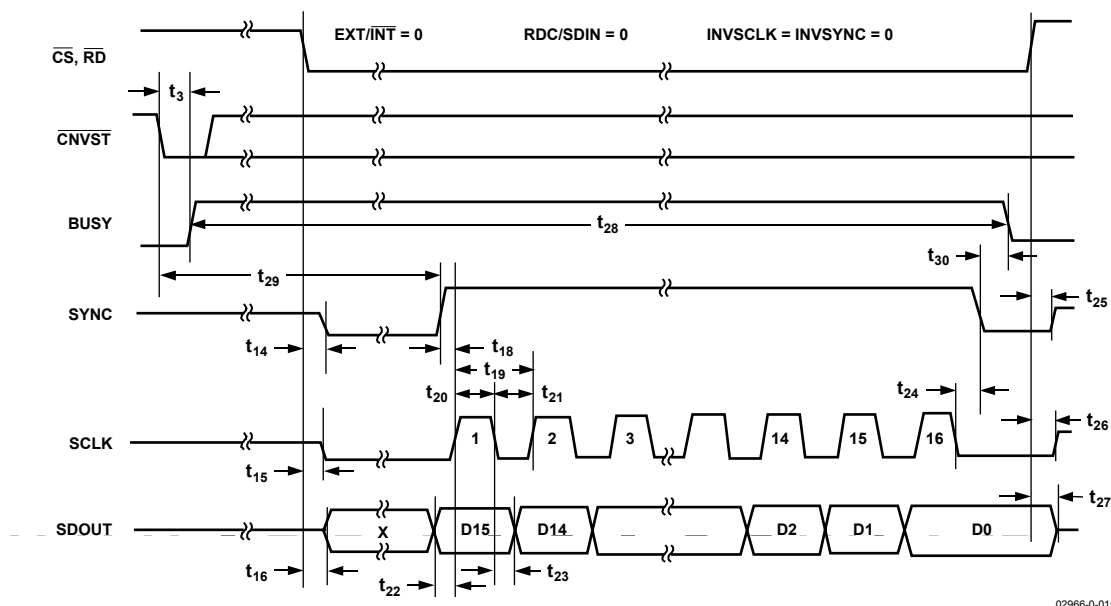 EXT/INT = 0 RDC/SDIN = 0 INVSCLK = INVSYNC = 0
CS, RD
t3
CNVST
BUSY
t28
t30
t29
t25
SYNC
t14
t18
t19
t20
t21
t24
t26
SCLK
1 2 3 14 15 16
t15
t27
SDOUT
X D15 D14 D2 D1 D0
t16
t22
t23